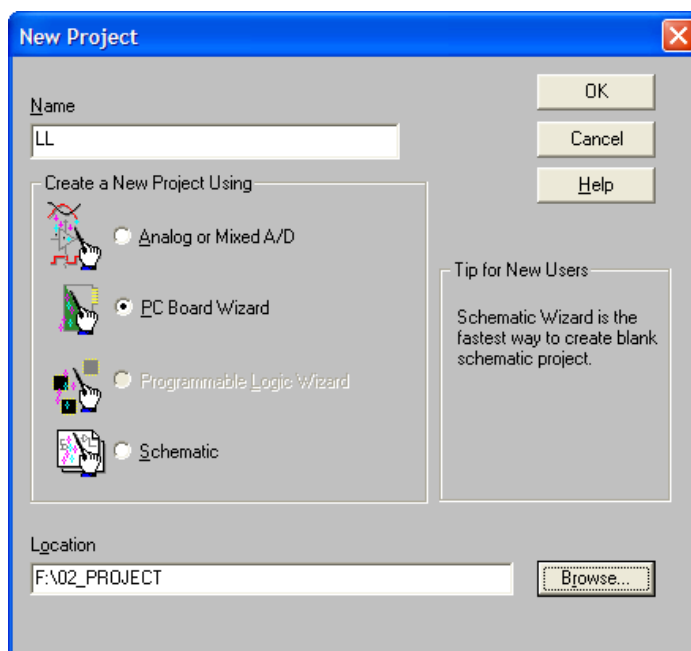 New Project
Name
LL
OK
Cancel
Help
Create a New Project Using
Analog or Mixed A/D
PC Board Wizard
Programmable Logic Wizard
Schematic
Tip for New Users
Schematic Wizard is the
fastest way to create blank
schematic project.
Location
F:\02_PROJECT
Browse...